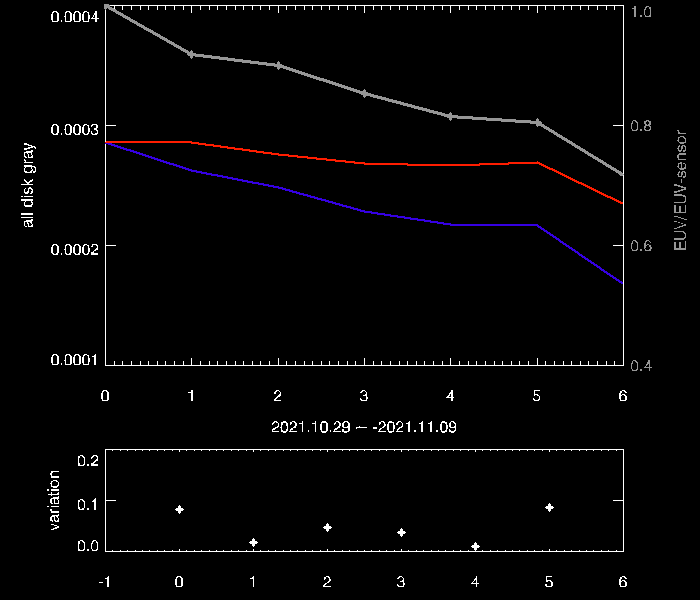 0.0004
0.0003
0.0002
0.0001
all disk gray
1.0
0.8
0.6
0.4
EUV/EUV-sensor
0 1 2 3 4 5 6
2021.10.29 − -2021.11.09
0.2
0.1
0.0
variation
-1 0 1 2 3 4 5 6